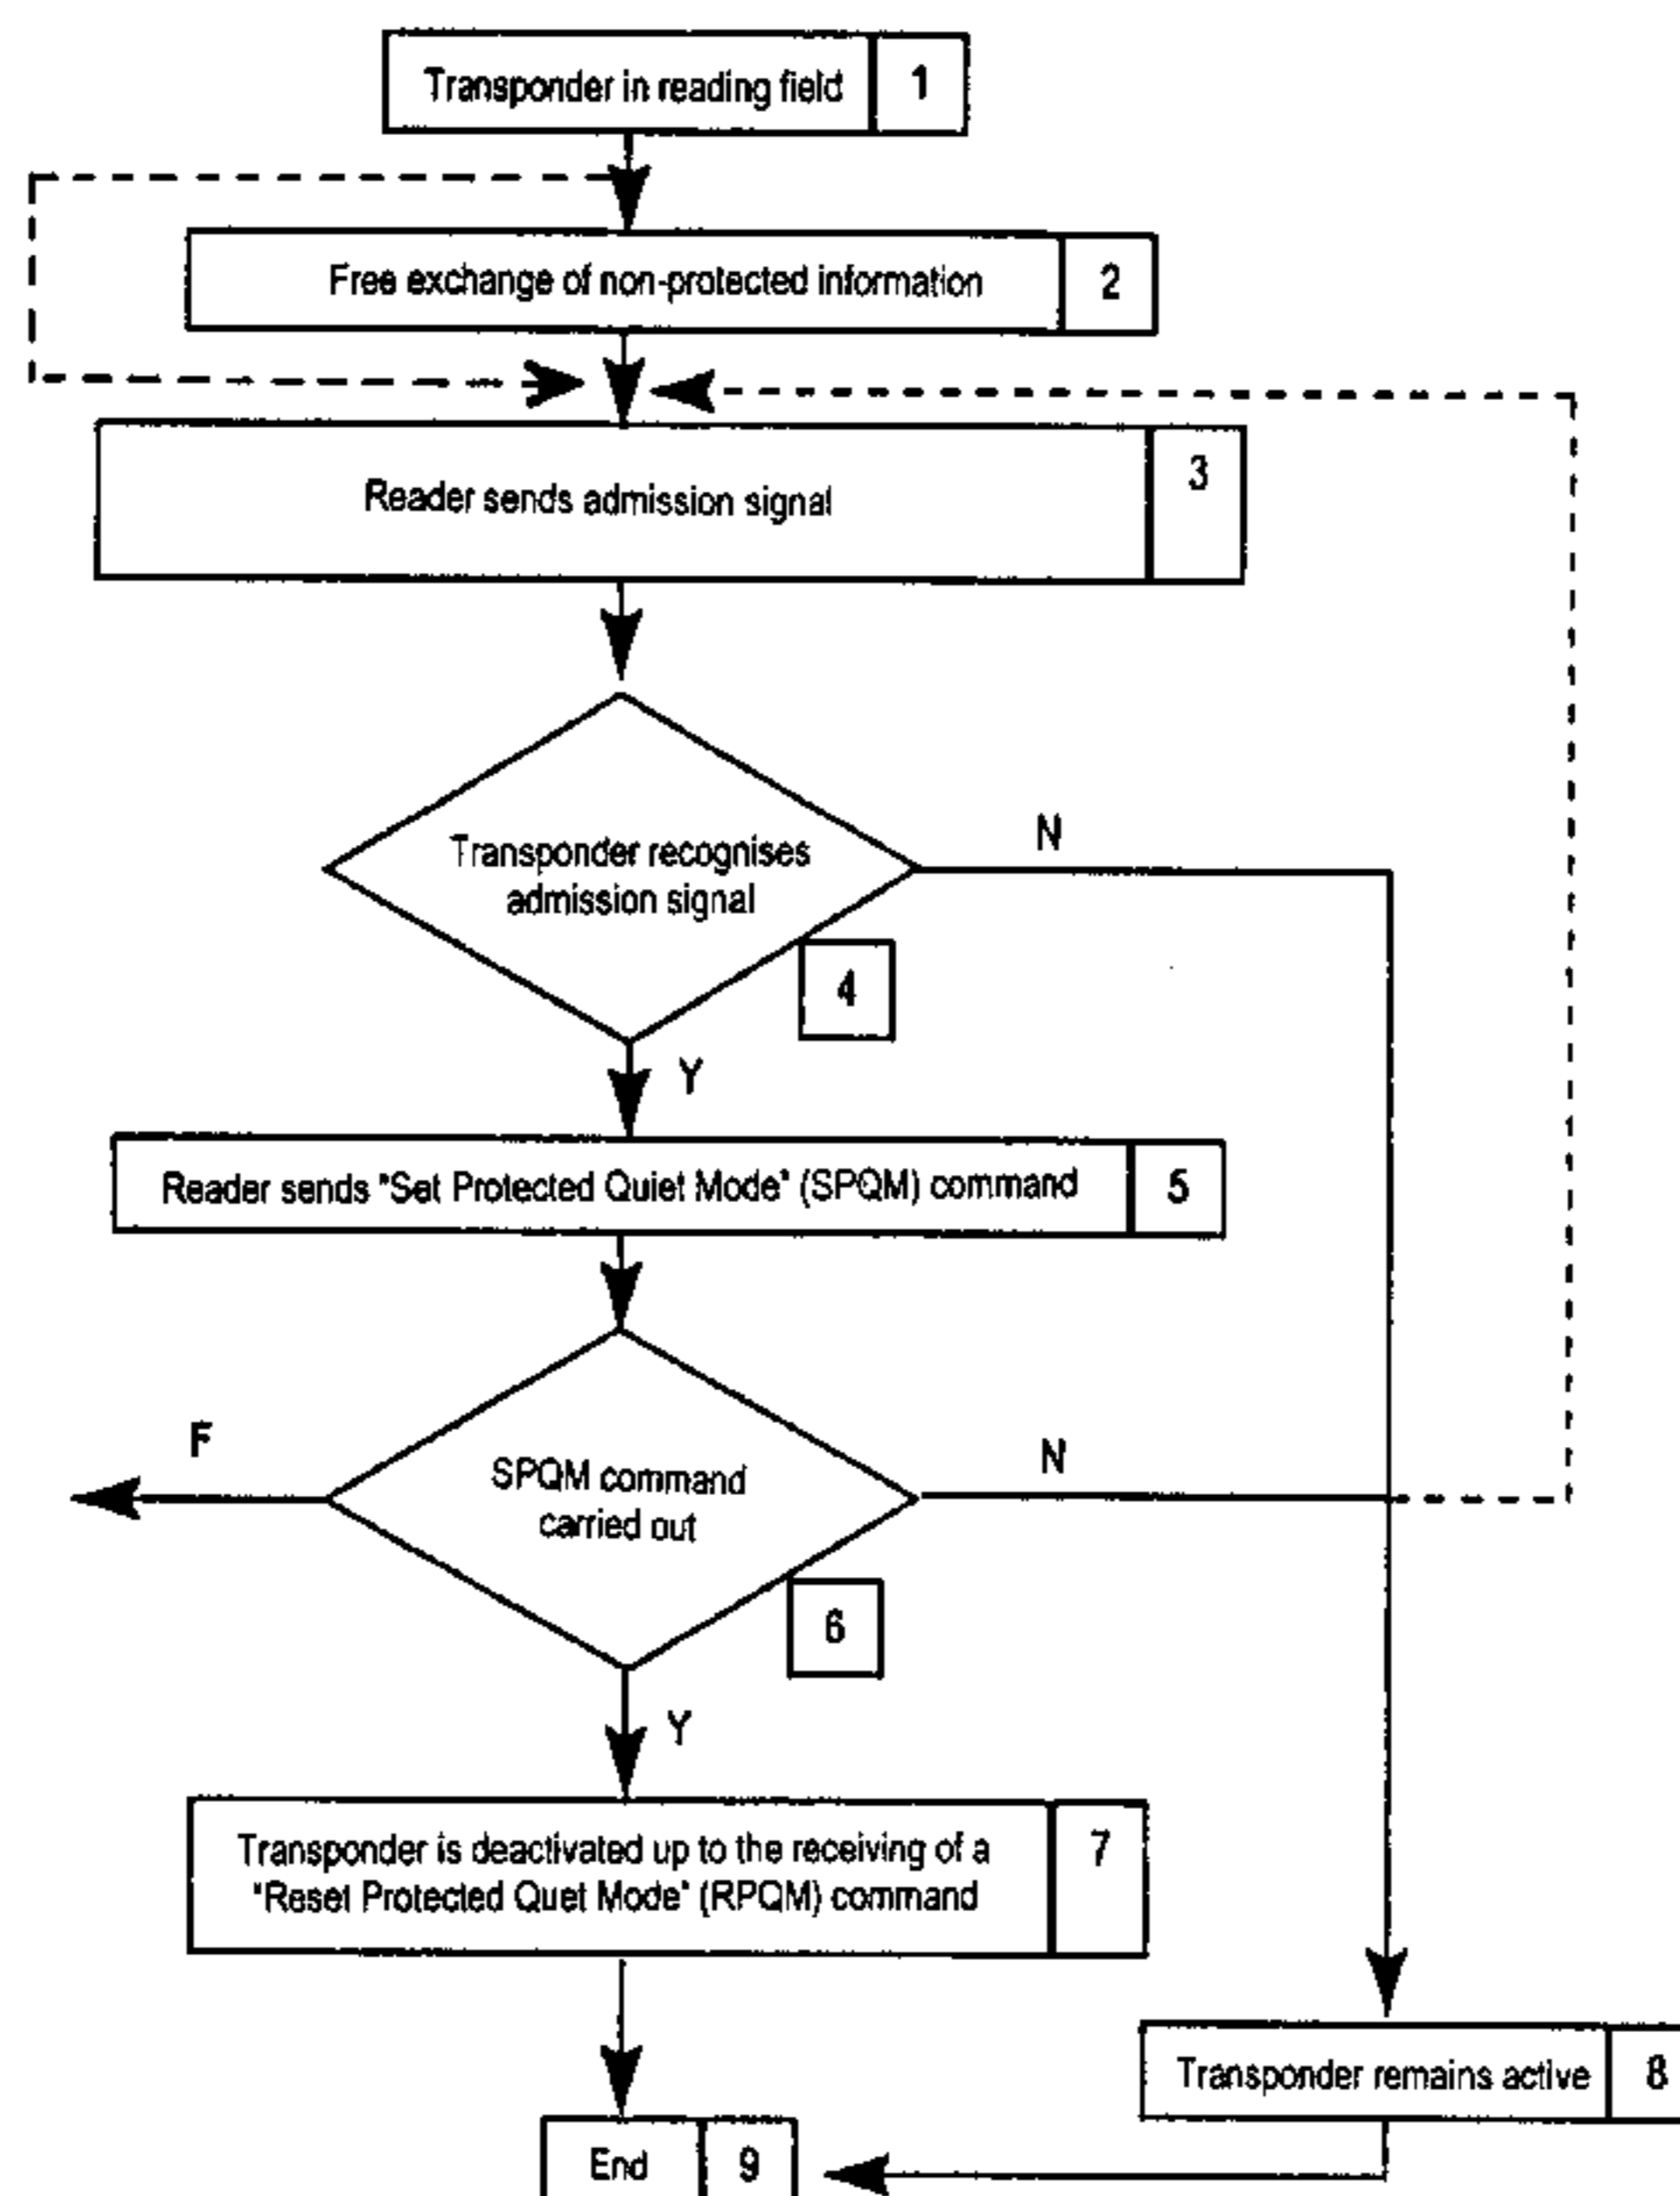 Transponder in reading field 1
Free exchange of non-protected information 2
Reader sends admission signal 3
Transponder recognises
admission signal
N
4
Y
Reader sends "Set Protected Quiet Mode" (SPQM) command 5
F
SPQM command
carried out
N
6
Y
Transponder is deactivated up to the receiving of a 7
"Reset Protected Quet Mode" (RPQM) command
Transponder remains active 8
End 9